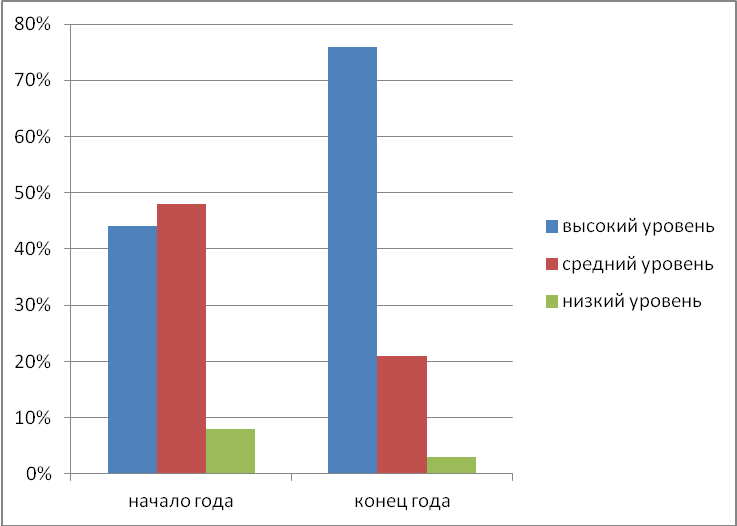 80%
70%
60%
50%
40%
30%
20%
10%
0%
начало года
конец года
высокий уровень
средний уровень
низкий уровень